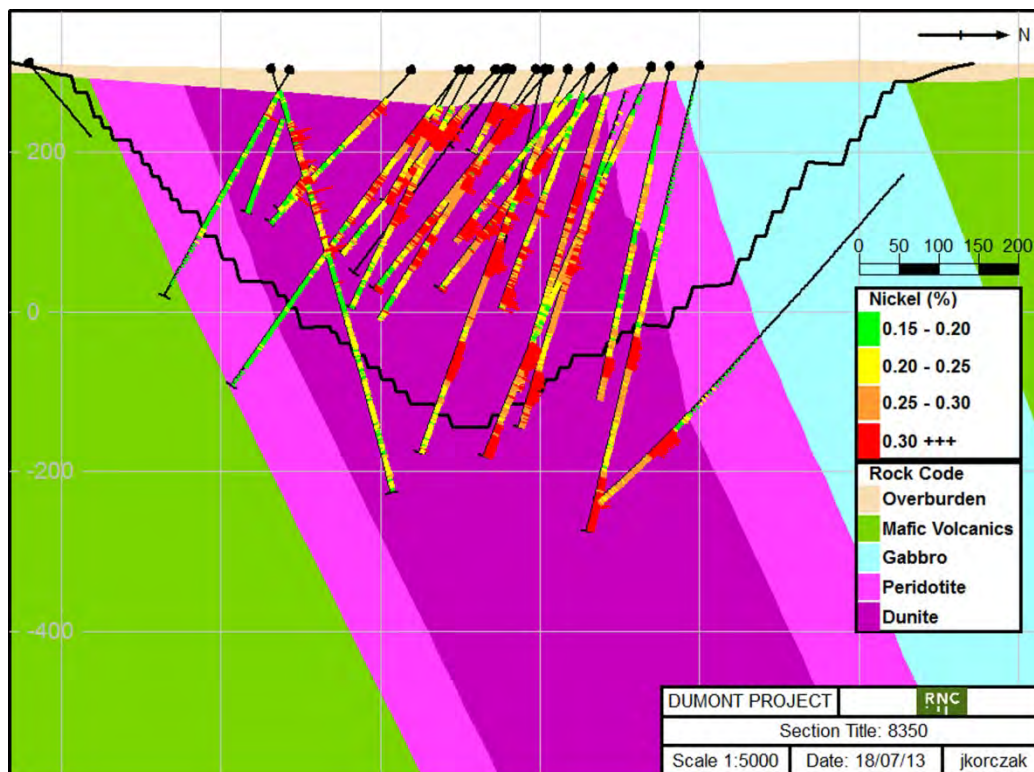 N
200
0
-200
-400
0 50 100 150 200
Nickel (%)
0.15 - 0.20
0.20 - 0.25
0.25 - 0.30
0.30 +++
Rock Code
Overburden
Mafic Volcanics
Gabbro
Peridotite
Dunite
DUMONT PROJECT
RNC
Section Title: 8350
Scale 1:5000
Date: 18/07/13
jkorczak